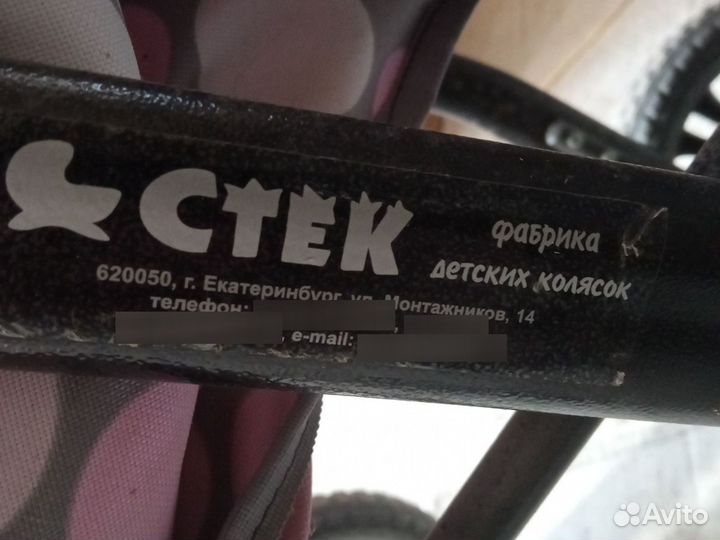 СТЕК
фабрика
детских колясок
620050, г. Екатеринбург, ул. Монтажников, 14
телефон:
, e-mail:
Avito